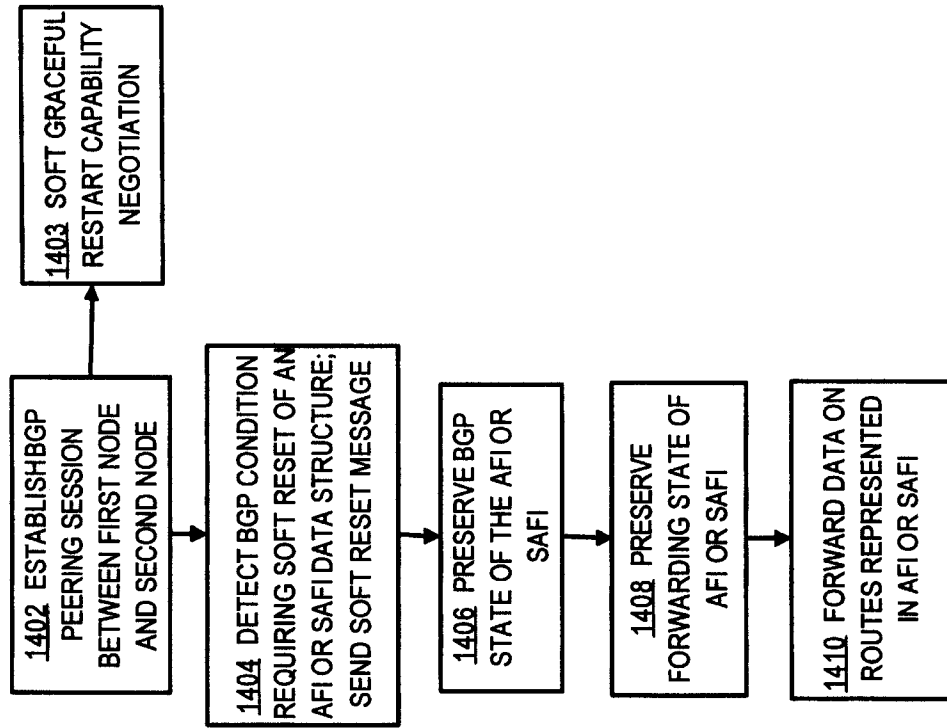 1402 ESTABLISH BGP
PEERING SESSION
BETWEEN FIRST NODE
AND SECOND NODE
1403 SOFT GRACEFUL
RESTART CAPABILITY
NEGOTIATION
1404 DETECT BGP CONDITION
REQUIRING SOFT RESET OF AN
AFI OR SAFI DATA STRUCTURE;
SEND SOFT RESET MESSAGE
1406 PRESERVE BGP
STATE OF THE AFI OR
SAFI
1408 PRESERVE
FORWARDING STATE OF
AFI OR SAFI
1410 FORWARD DATA ON
ROUTES REPRESENTED
IN AFI OR SAFI